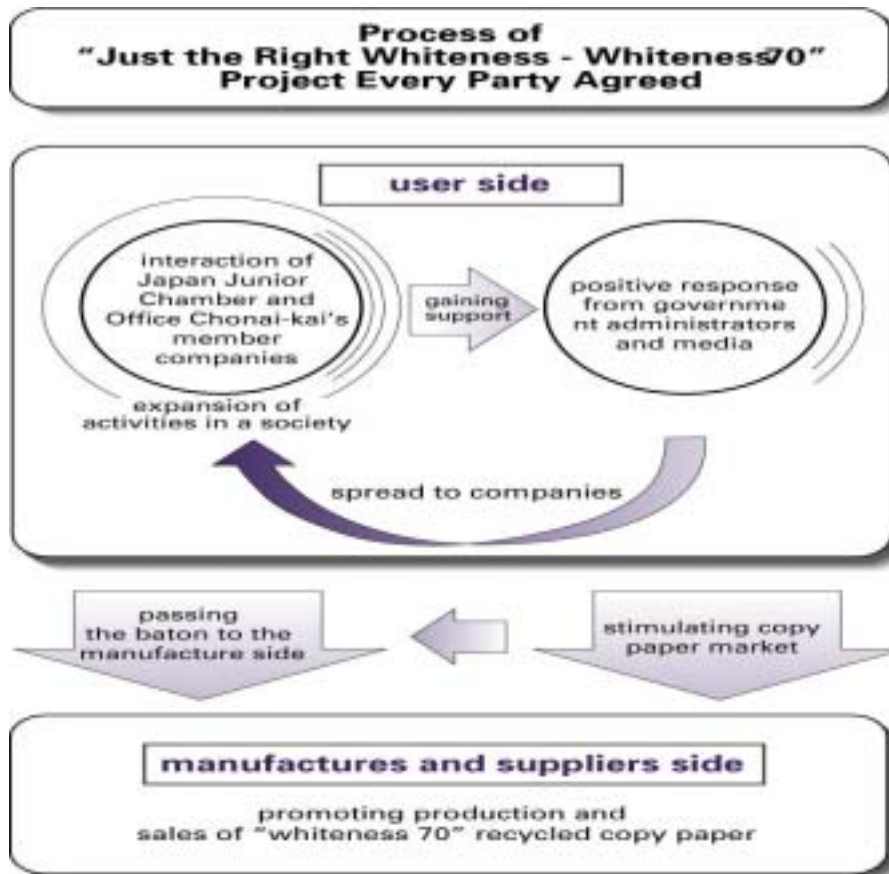 Process of
“Just the Right Whiteness - Whiteness70”
Project Every Party Agreed
user side
interaction of
Japan Junior
Chamber and
Office Chonai-kai's
member
companies
gaining
support
positive response
from governme
nt administrators
and media
expansion of
activities in a society
spread to companies
passing
the baton to the
manufacture side
stimulating copy
paper market
manufactures and suppliers side
promoting production and
sales of “whiteness 70” recycled copy paper